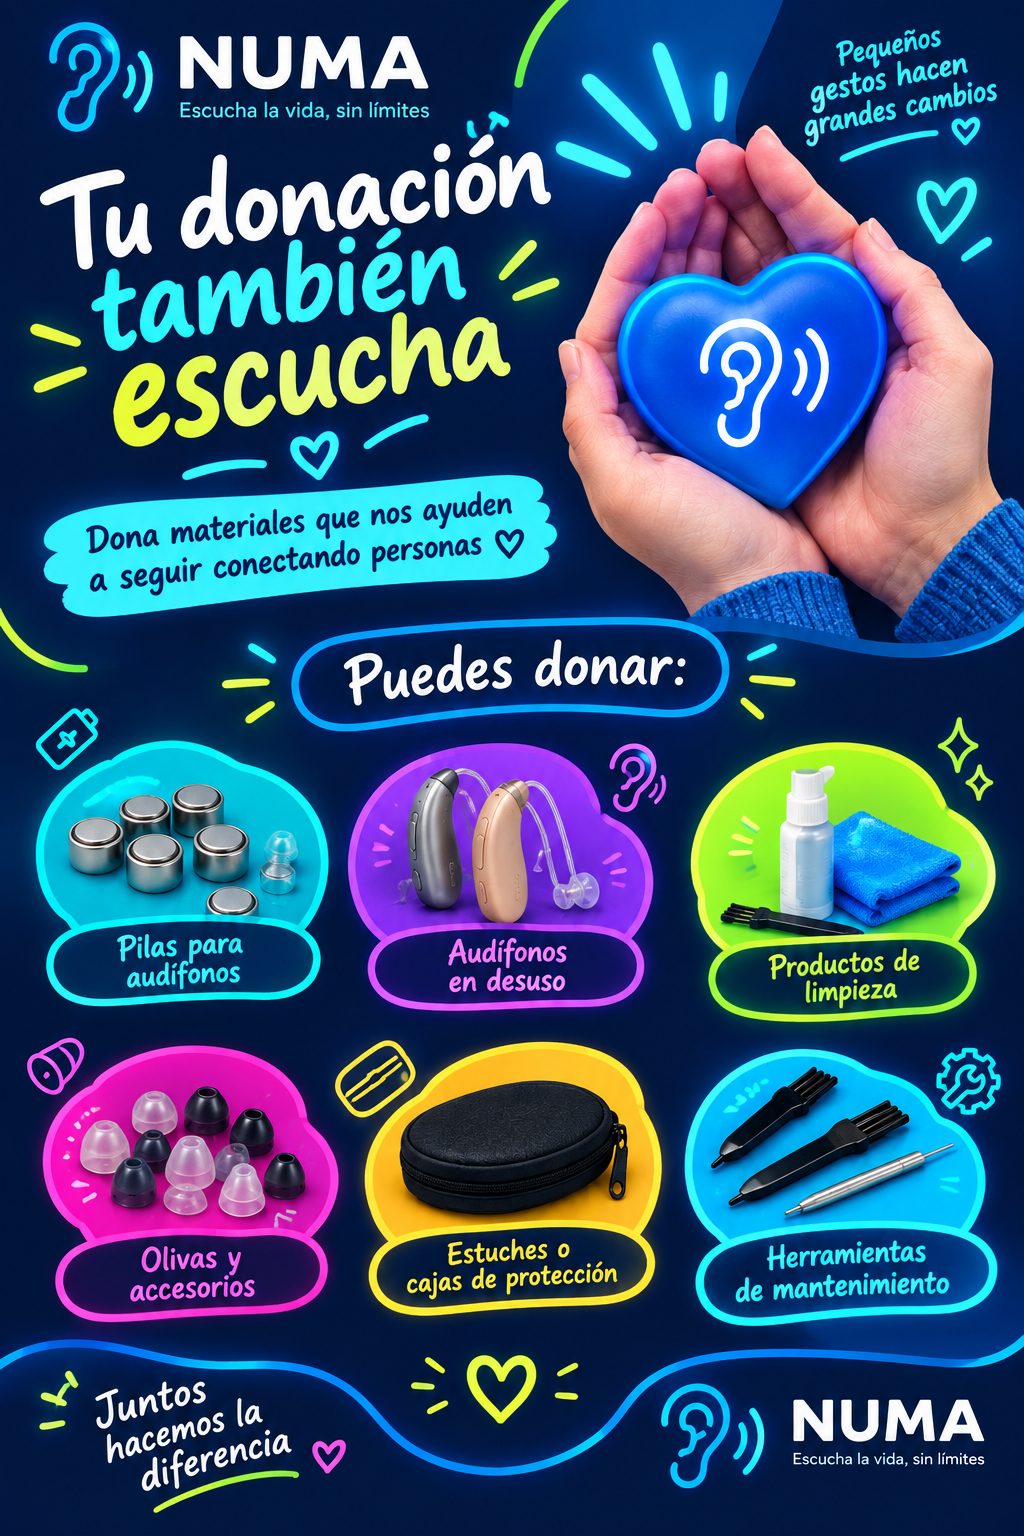 NUMA
Escucha la vida, sin límites
Pequeños
gestos hacen
grandes cambios
Tu donación
también
escucha
Dona materiales que nos ayuden
a seguir conectando personas
Puedes donar:
Pilas para
audífonos
Audífonos
en desuso
Productos de
limpieza
Olivas y
accesorios
Estuches o
cajas de protección
Herramientas
de mantenimiento
Juntos
hacemos la
diferencia
NUMA
Escucha la vida, sin límites